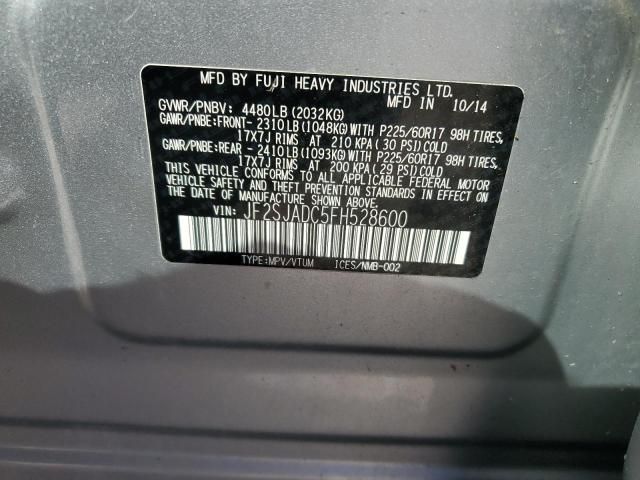 MFD BY FUJI HEAVY INDUSTRIES LTD.
MFD IN 10/14
GVWR/PNBV: 4480LB (2032KG)
GAWR/PNBE:FRONT- 2310LB (1048KG) WITH P225/60R17 98H TIRES,
17X7J RIMS AT 210 KPA (30 PSI) COLD
GAWR/PNBE:REAR - 2410LB (1093KG) WITH P225/60R17 98H TIRES,
17X7J RIMS AT 200 KPA (29 PSI) COLD
THIS VEHICLE CONFORMS TO ALL APPLICABLE FEDERAL MOTOR
VEHICLE SAFETY AND THEFT PREVENTION STANDARDS IN EFFECT
ON THE DATE OF MANUFACTURE SHOWN ABOVE.
VIN: JF2SJADC5FH528600
TYPE:MPV/VTUM ICES/NMB-002